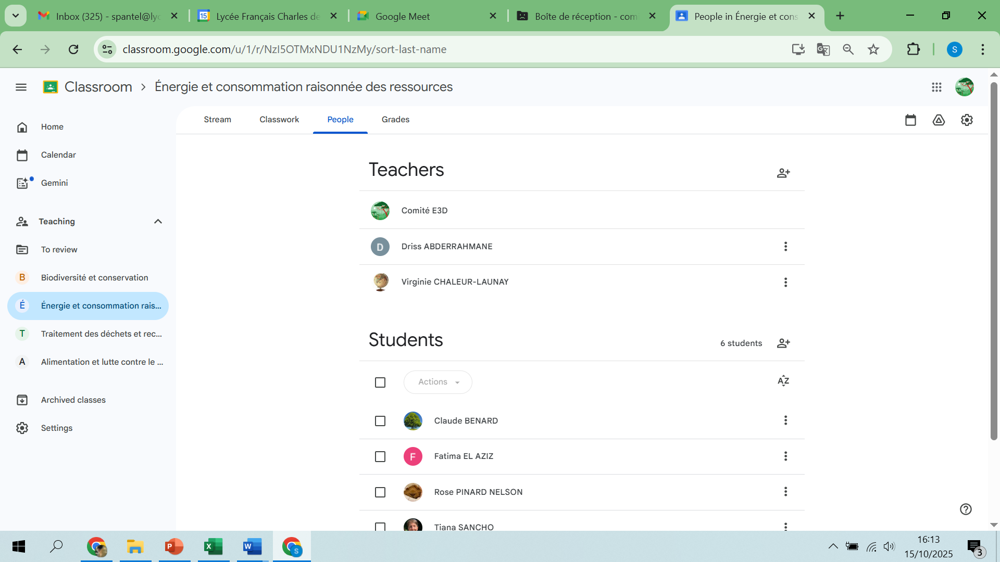 Inbox (325) - spantel@lyc
Lycée Français Charles de
Google Meet
Boîte de réception - com
People in Énergie et cons
classroom.google.com/u/1/r/NzI5OTMxNDU1NzMy/sort-last-name
S
Classroom > Énergie et consommation raisonnée des ressources
Stream
Classwork
People
Grades
Home
Calendar
Gemini
Teaching
To review
B Biodiversité et conservation
É Énergie et consommation rais...
T Traitement des déchets et rec...
A Alimentation et lutte contre le ...
Archived classes
Settings
Teachers
Comité E3D
D Driss ABDERRAHMANE
Virginie CHALEUR-LAUNAY
Students
6 students
Actions
AZ
Claude BENARD
F Fatima EL AZIZ
Rose PINARD NELSON
Tiana SANCHO
16:13
15/10/2025
3